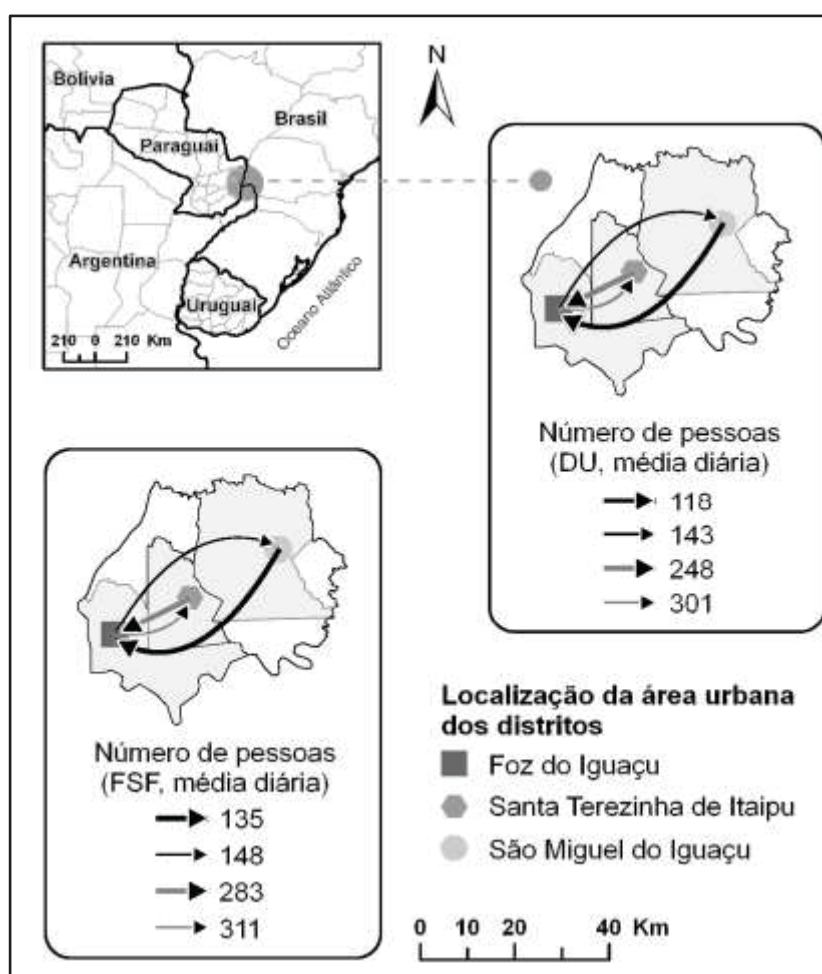 Bolivia
Brasil
Paraguai
Argentina
Uruguai
Oceano Atlântico
210 0 210 Km
N
Número de pessoas
(DU, média diária)
118
143
248
301
Número de pessoas
(FSF, média diária)
135
148
283
311
Localização da área urbana
dos distritos
Foz do Iguaçu
Santa Terezinha de Itaipu
São Miguel do Iguaçu
0 10 20 40 Km